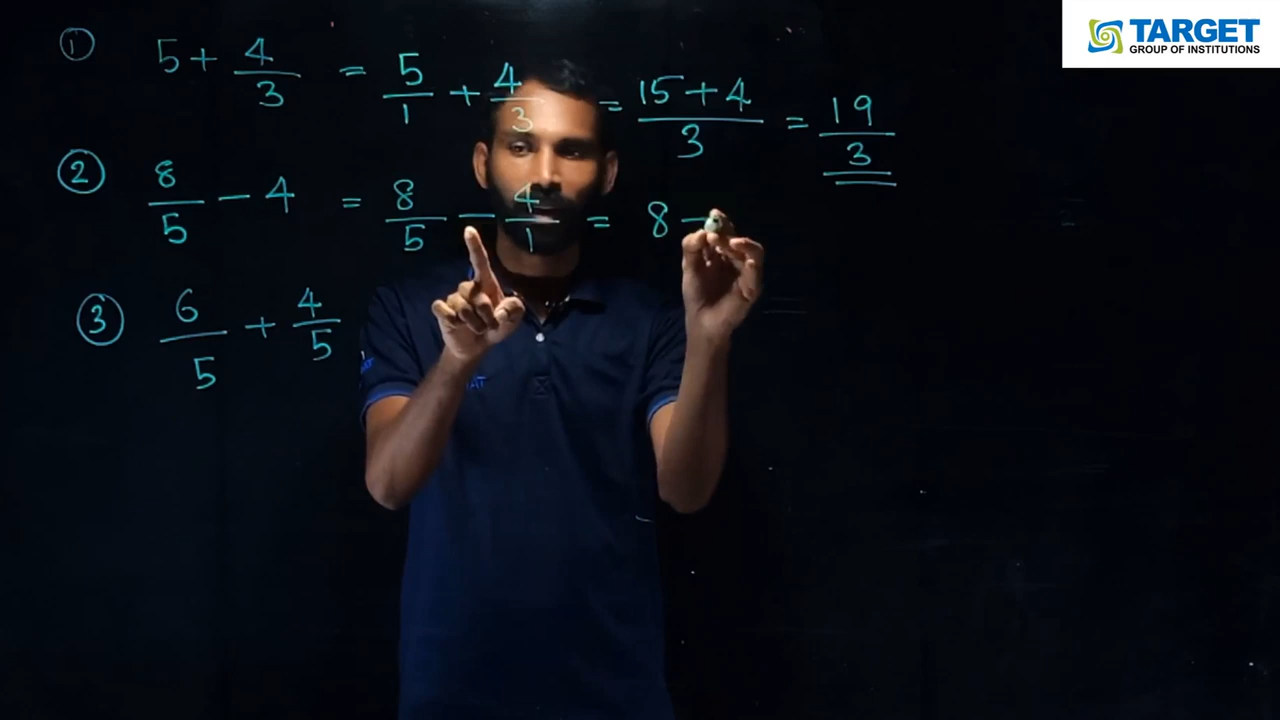 TARGET
GROUP OF INSTITUTIONS
① 5 + 4/3 = 5/1 + 4/3 = (15 + 4)/3 = 19/3
② 8/5 − 4 = 8/5 − 4/1 = 8 −
③ 6/5 + 4/5